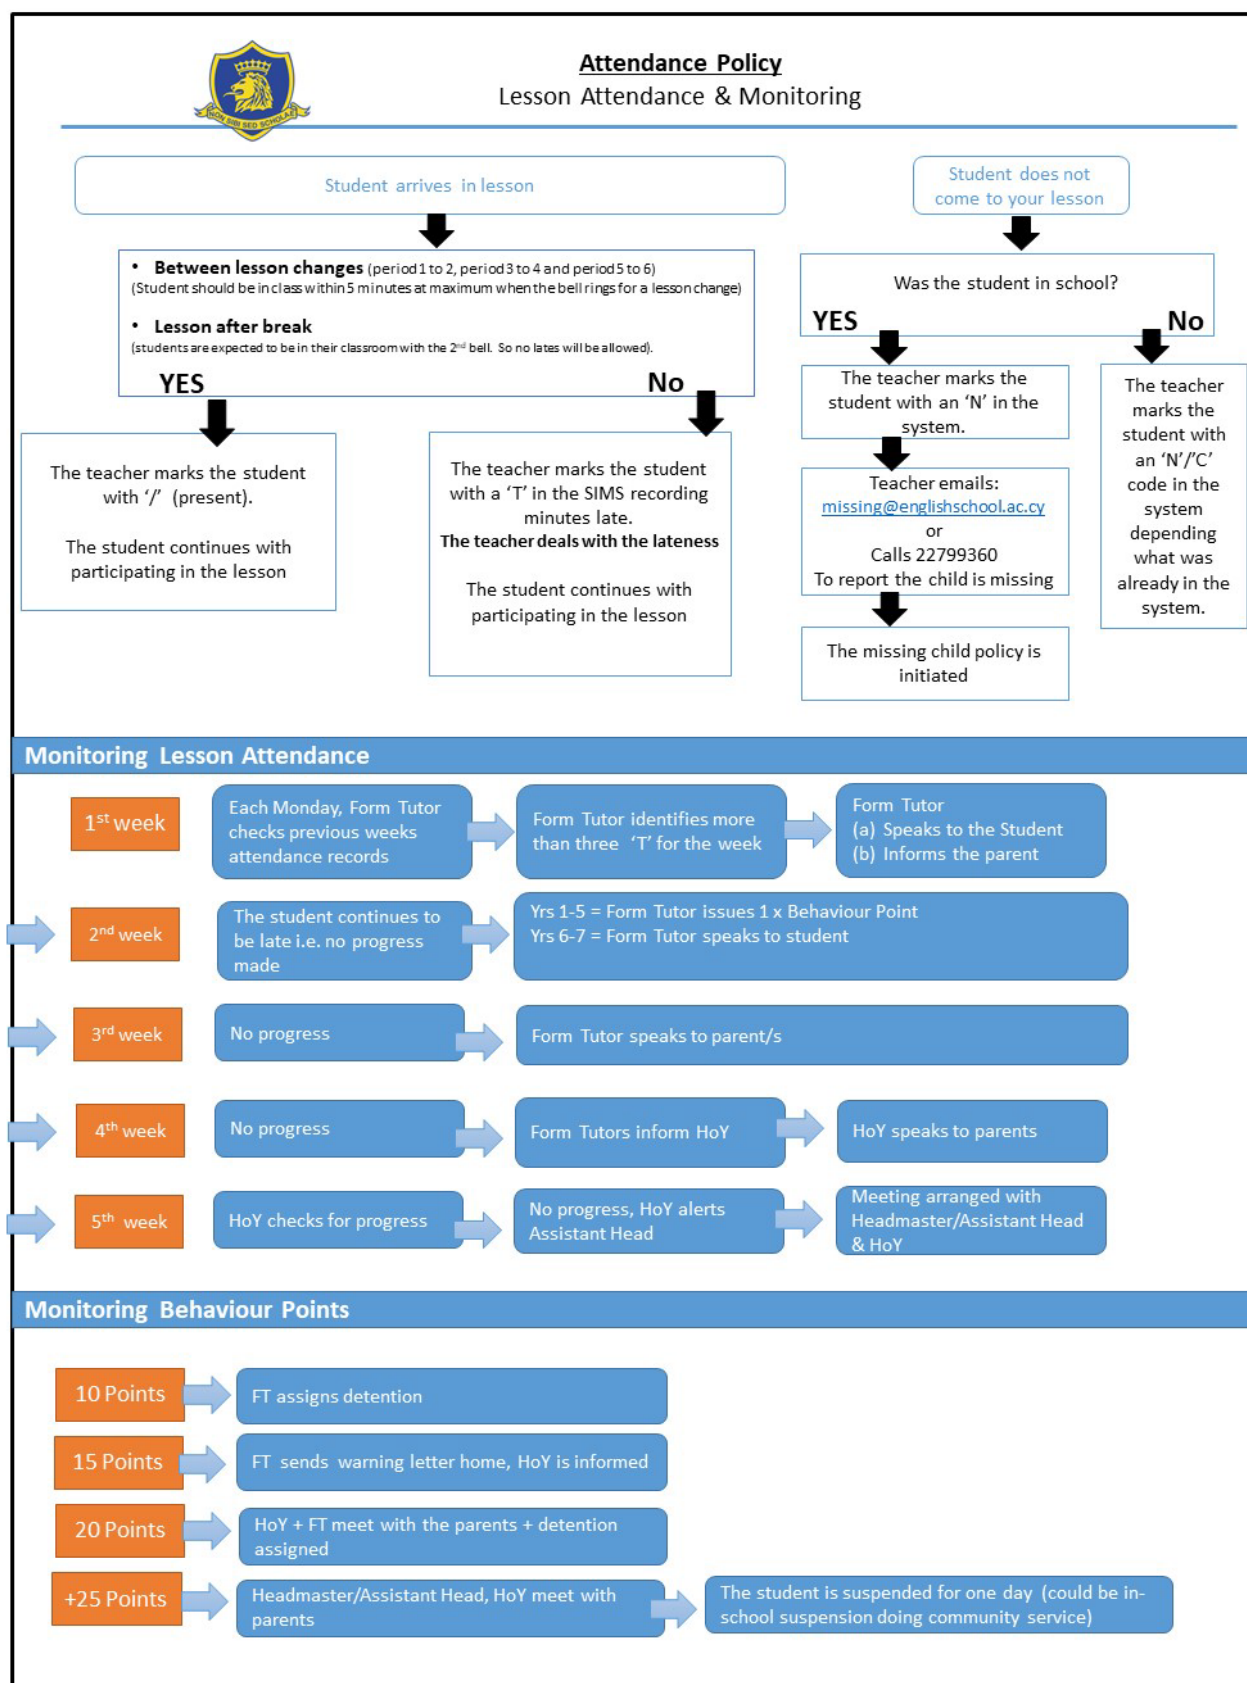 NON SIBI SED SCHOLAE
Attendance Policy
Lesson Attendance & Monitoring
Student arrives in lesson
• Between lesson changes (period 1 to 2, period 3 to 4 and period 5 to 6)
(Student should be in class within 5 minutes at maximum when the bell rings for a lesson change)
• Lesson after break
(students are expected to be in their classroom with the 2nd bell. So no lates will be allowed).
YES
No
The teacher marks the student
with ‘/’ (present).
The student continues with
participating in the lesson
The teacher marks the student
with a ‘T’ in the SIMS recording
minutes late.
The teacher deals with the lateness
The student continues with
participating in the lesson
Student does not
come to your lesson
Was the student in school?
YES
No
The teacher marks the
student with an ‘N’ in the
system.
Teacher emails:
missing@englishschool.ac.cy
or
Calls 22799360
To report the child is missing
The missing child policy is
initiated
The teacher
marks the
student with
an ‘N’/’C’
code in the
system
depending
what was
already in the
system.
Monitoring Lesson Attendance
1st week
Each Monday, Form Tutor
checks previous weeks
attendance records
Form Tutor identifies more
than three ‘T’ for the week
Form Tutor
(a) Speaks to the Student
(b) Informs the parent
2nd week
The student continues to
be late i.e. no progress
made
Yrs 1-5 = Form Tutor issues 1 x Behaviour Point
Yrs 6-7 = Form Tutor speaks to student
3rd week
No progress
Form Tutor speaks to parent/s
4th week
No progress
Form Tutors inform HoY
HoY speaks to parents
5th week
HoY checks for progress
No progress, HoY alerts
Assistant Head
Meeting arranged with
Headmaster/Assistant Head
& HoY
Monitoring Behaviour Points
10 Points
FT assigns detention
15 Points
FT sends warning letter home, HoY is informed
20 Points
HoY + FT meet with the parents + detention
assigned
+25 Points
Headmaster/Assistant Head, HoY meet with
parents
The student is suspended for one day (could be in-
school suspension doing community service)